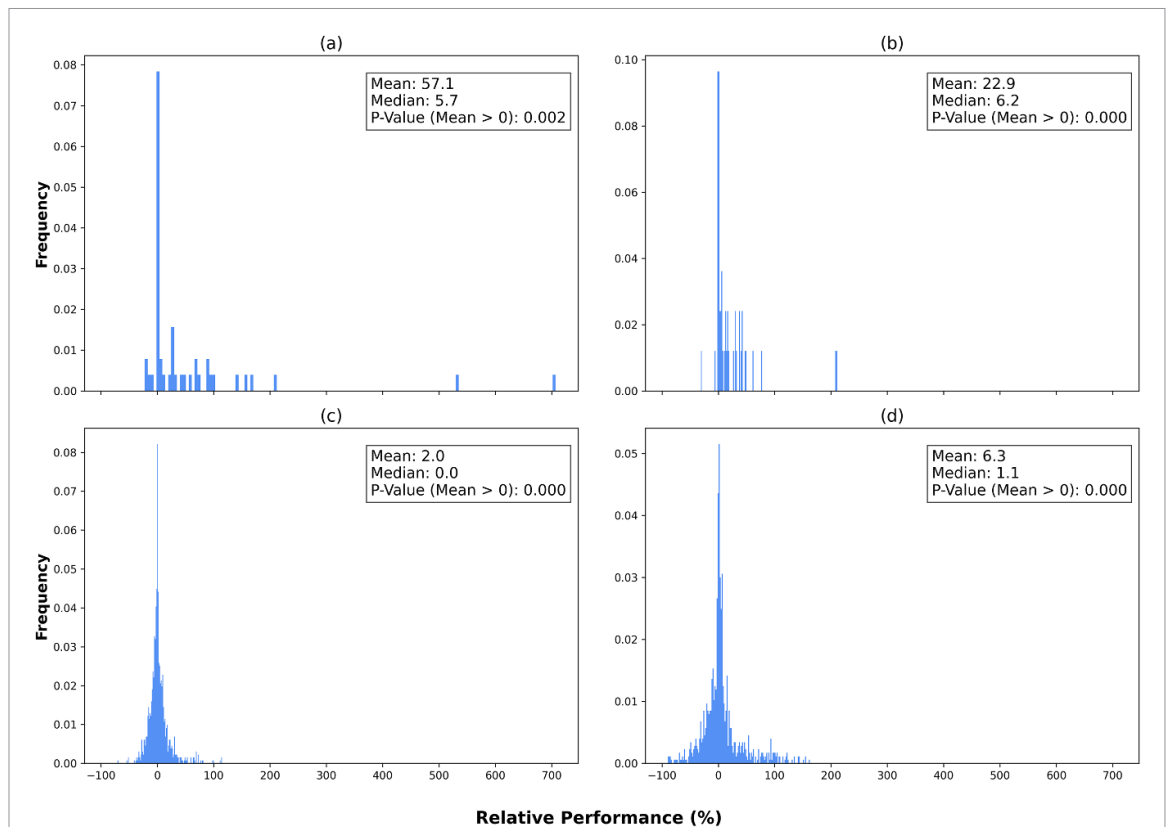 (a)
0.08
0.07
0.06
0.05
0.04
0.03
0.02
0.01
0.00
Frequency
Mean: 57.1
Median: 5.7
P-Value (Mean > 0): 0.002
(b)
0.10
0.08
0.06
0.04
0.02
0.00
Mean: 22.9
Median: 6.2
P-Value (Mean > 0): 0.000
(c)
0.08
0.07
0.06
0.05
0.04
0.03
0.02
0.01
0.00
Frequency
Mean: 2.0
Median: 0.0
P-Value (Mean > 0): 0.000
−100 0 100 200 300 400 500 600 700
(d)
0.05
0.04
0.03
0.02
0.01
0.00
Mean: 6.3
Median: 1.1
P-Value (Mean > 0): 0.000
−100 0 100 200 300 400 500 600 700
Relative Performance (%)